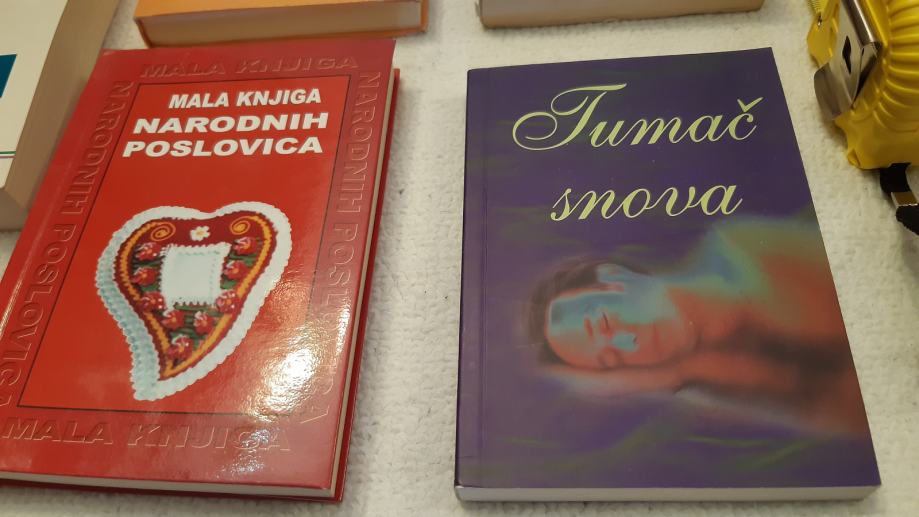 MALA KNJIGA
MALA KNJIGA
NARODNIH
POSLOVICA
NARODNIH POSLOVICA
NARODNIH POSLOVICA
MALA KNJIGA
Tumač
snova